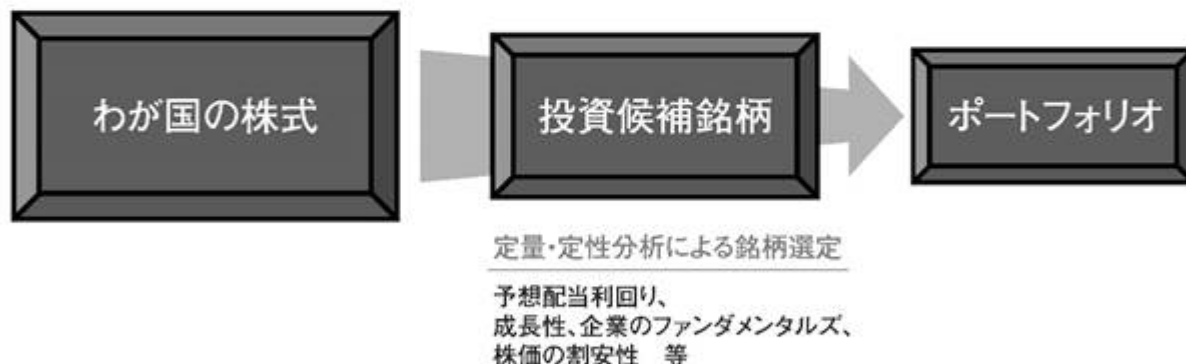 わが国の株式
投資候補銘柄
ポートフォリオ
定量・定性分析による銘柄選定
予想配当利回り、
成長性、企業のファンダメンタルズ、
株価の割安性　等